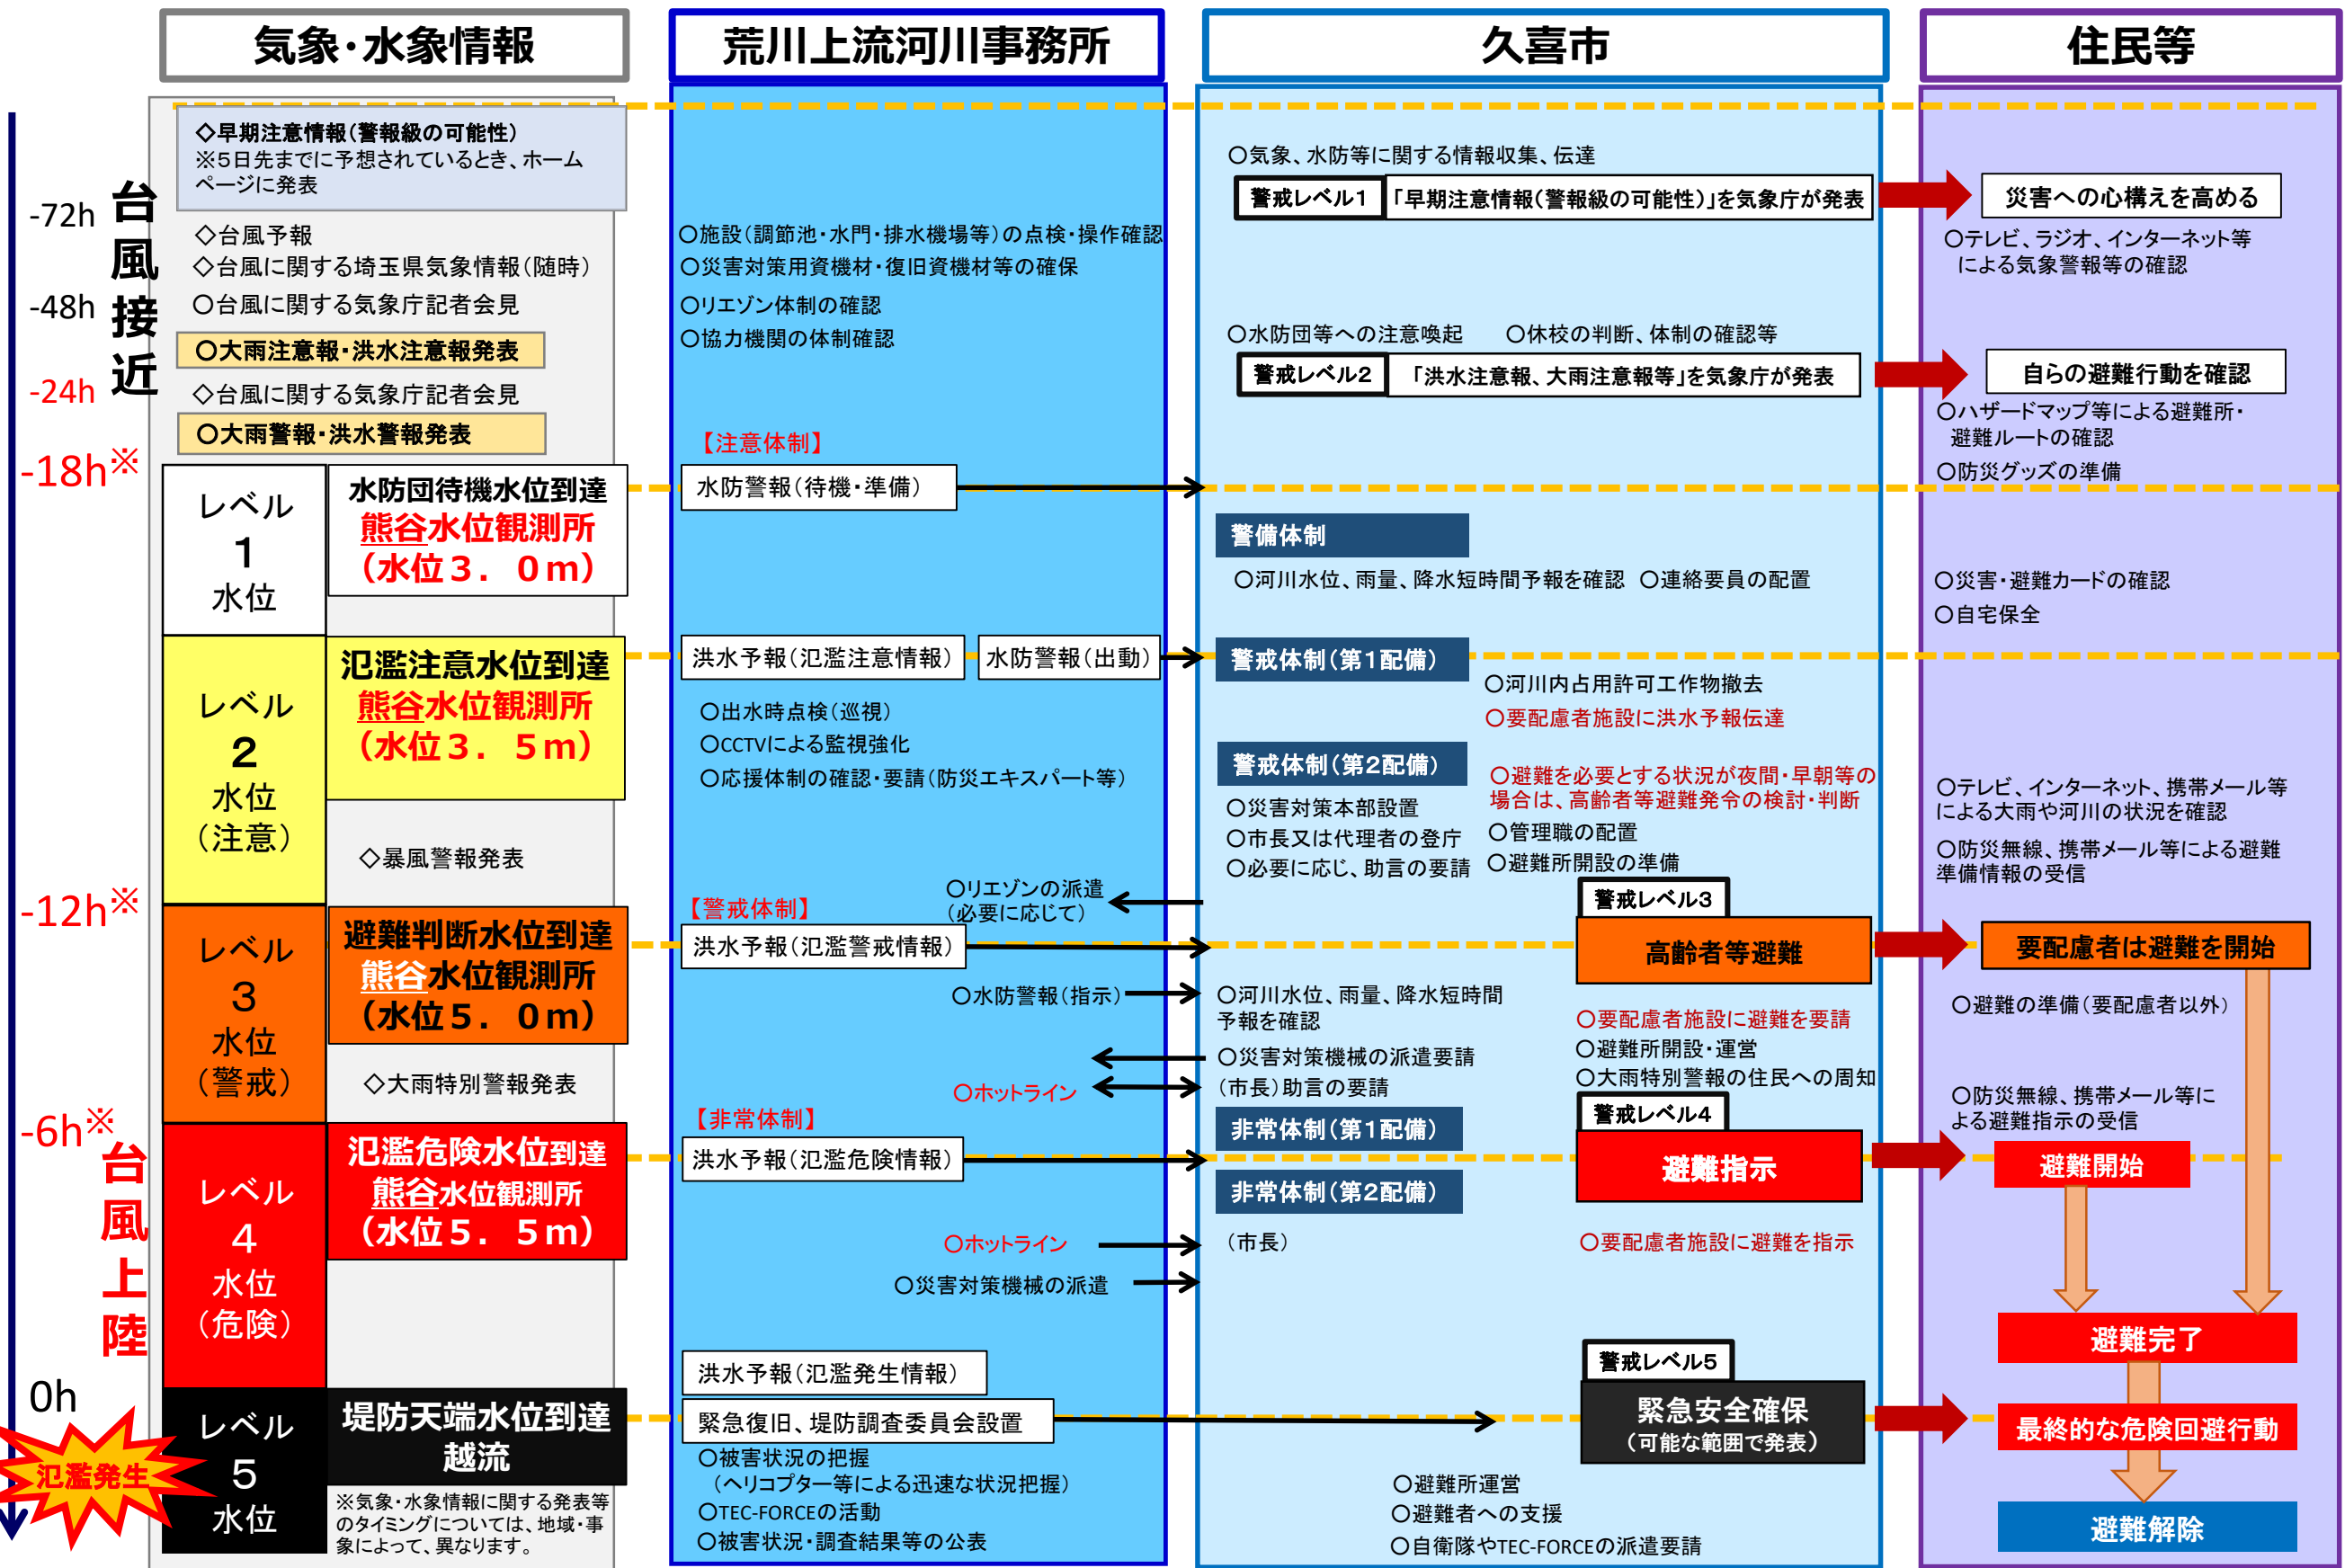 気象・水象情報
荒川上流河川事務所
久喜市
住民等
-72h
-48h
-24h
-18h※
-12h※
-6h※
0h
台風接近
台風上陸
氾濫発生
◇早期注意情報（警報級の可能性）
※5日先までに予想されているとき、ホーム
ページに発表
◇台風予報
◇台風に関する埼玉県気象情報（随時）
○台風に関する気象庁記者会見
○大雨注意報・洪水注意報発表
◇台風に関する気象庁記者会見
○大雨警報・洪水警報発表
レベル
1
水位
水防団待機水位到達
熊谷水位観測所
（水位３．０ｍ）
レベル
2
水位
（注意）
氾濫注意水位到達
熊谷水位観測所
（水位３．５ｍ）
◇暴風警報発表
レベル
3
水位
（警戒）
避難判断水位到達
熊谷水位観測所
（水位５．０ｍ）
◇大雨特別警報発表
レベル
4
水位
（危険）
氾濫危険水位到達
熊谷水位観測所
（水位５．５ｍ）
レベル
5
水位
堤防天端水位到達
越流
※気象・水象情報に関する発表等
のタイミングについては、地域・事
象によって、異なります。
○施設（調節池・水門・排水機場等）の点検・操作確認
○災害対策用資機材・復旧資機材等の確保
○リエゾン体制の確認
○協力機関の体制確認
【注意体制】
水防警報（待機・準備）
洪水予報（氾濫注意情報）
水防警報（出動）
○出水時点検（巡視）
○CCTVによる監視強化
○応援体制の確認・要請（防災エキスパート等）
○リエゾンの派遣
（必要に応じて）
【警戒体制】
洪水予報（氾濫警戒情報）
○水防警報（指示）
○ホットライン
【非常体制】
洪水予報（氾濫危険情報）
○ホットライン
○災害対策機械の派遣
洪水予報（氾濫発生情報）
緊急復旧、堤防調査委員会設置
○被害状況の把握
（ヘリコプター等による迅速な状況把握）
○TEC-FORCEの活動
○被害状況・調査結果等の公表
○気象、水防等に関する情報収集、伝達
警戒レベル1
「早期注意情報（警報級の可能性）」を気象庁が発表
○水防団等への注意喚起
○休校の判断、体制の確認等
警戒レベル2
「洪水注意報、大雨注意報等」を気象庁が発表
警備体制
○河川水位、雨量、降水短時間予報を確認
○連絡要員の配置
警戒体制（第1配備）
○河川内占用許可工作物撤去
○要配慮者施設に洪水予報伝達
警戒体制（第2配備）
○災害対策本部設置
○市長又は代理者の登庁
○必要に応じ、助言の要請
○避難を必要とする状況が夜間・早朝等の
場合は、高齢者等避難発令の検討・判断
○管理職の配置
○避難所開設の準備
警戒レベル3
高齢者等避難
○河川水位、雨量、降水短時間
予報を確認
○災害対策機械の派遣要請
（市長）助言の要請
○要配慮者施設に避難を要請
○避難所開設・運営
○大雨特別警報の住民への周知
非常体制（第1配備）
警戒レベル4
避難指示
非常体制（第2配備）
（市長）
○要配慮者施設に避難を指示
警戒レベル5
緊急安全確保
（可能な範囲で発表）
○避難所運営
○避難者への支援
○自衛隊やTEC-FORCEの派遣要請
災害への心構えを高める
○テレビ、ラジオ、インターネット等
による気象警報等の確認
自らの避難行動を確認
○ハザードマップ等による避難所・
避難ルートの確認
○防災グッズの準備
○災害・避難カードの確認
○自宅保全
○テレビ、インターネット、携帯メール等
による大雨や河川の状況を確認
○防災無線、携帯メール等による避難
準備情報の受信
要配慮者は避難を開始
○避難の準備（要配慮者以外）
○防災無線、携帯メール等に
よる避難指示の受信
避難開始
避難完了
最終的な危険回避行動
避難解除